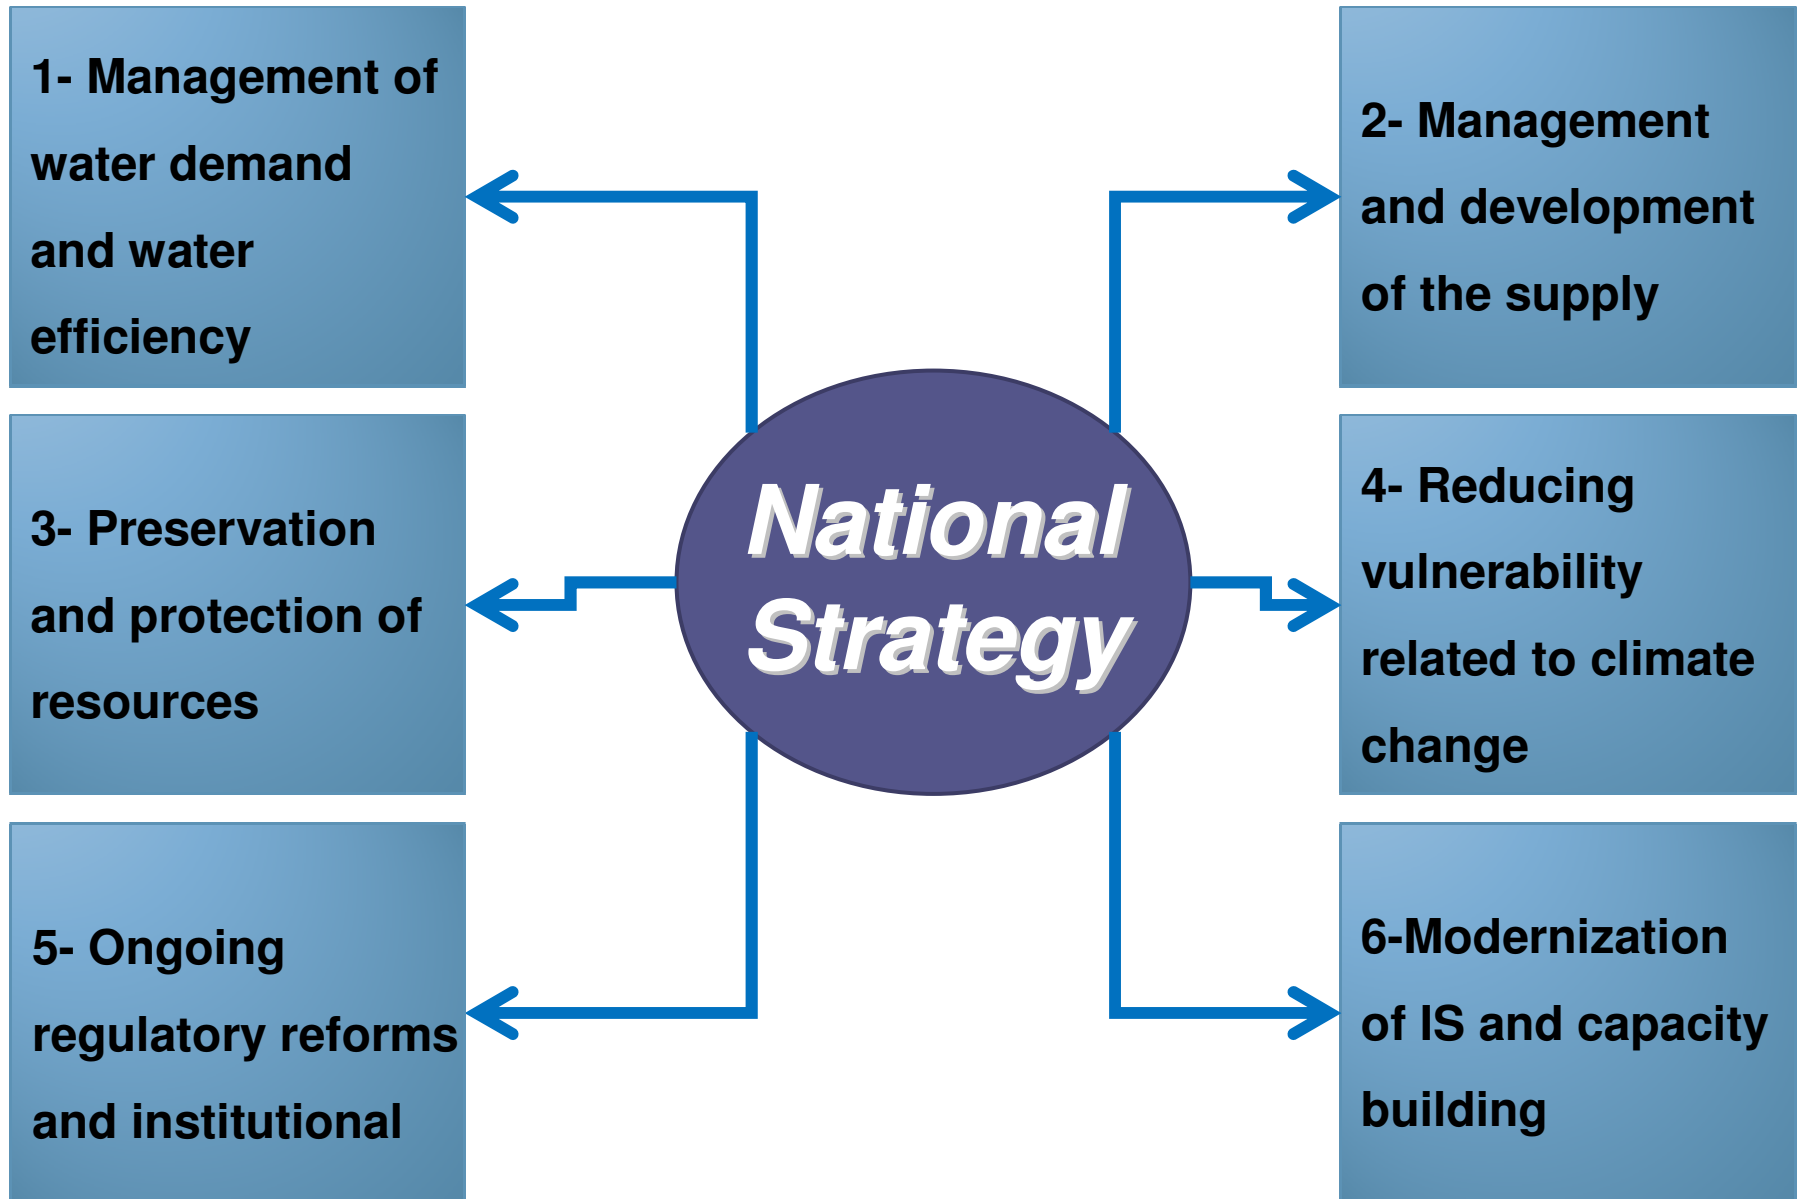 1- Management of
water demand
and water
efficiency
2- Management
and development
of the supply
3- Preservation
and protection of
resources
National
Strategy
4- Reducing
vulnerability
related to climate
change
5- Ongoing
regulatory reforms
and institutional
6-Modernization
of IS and capacity
building